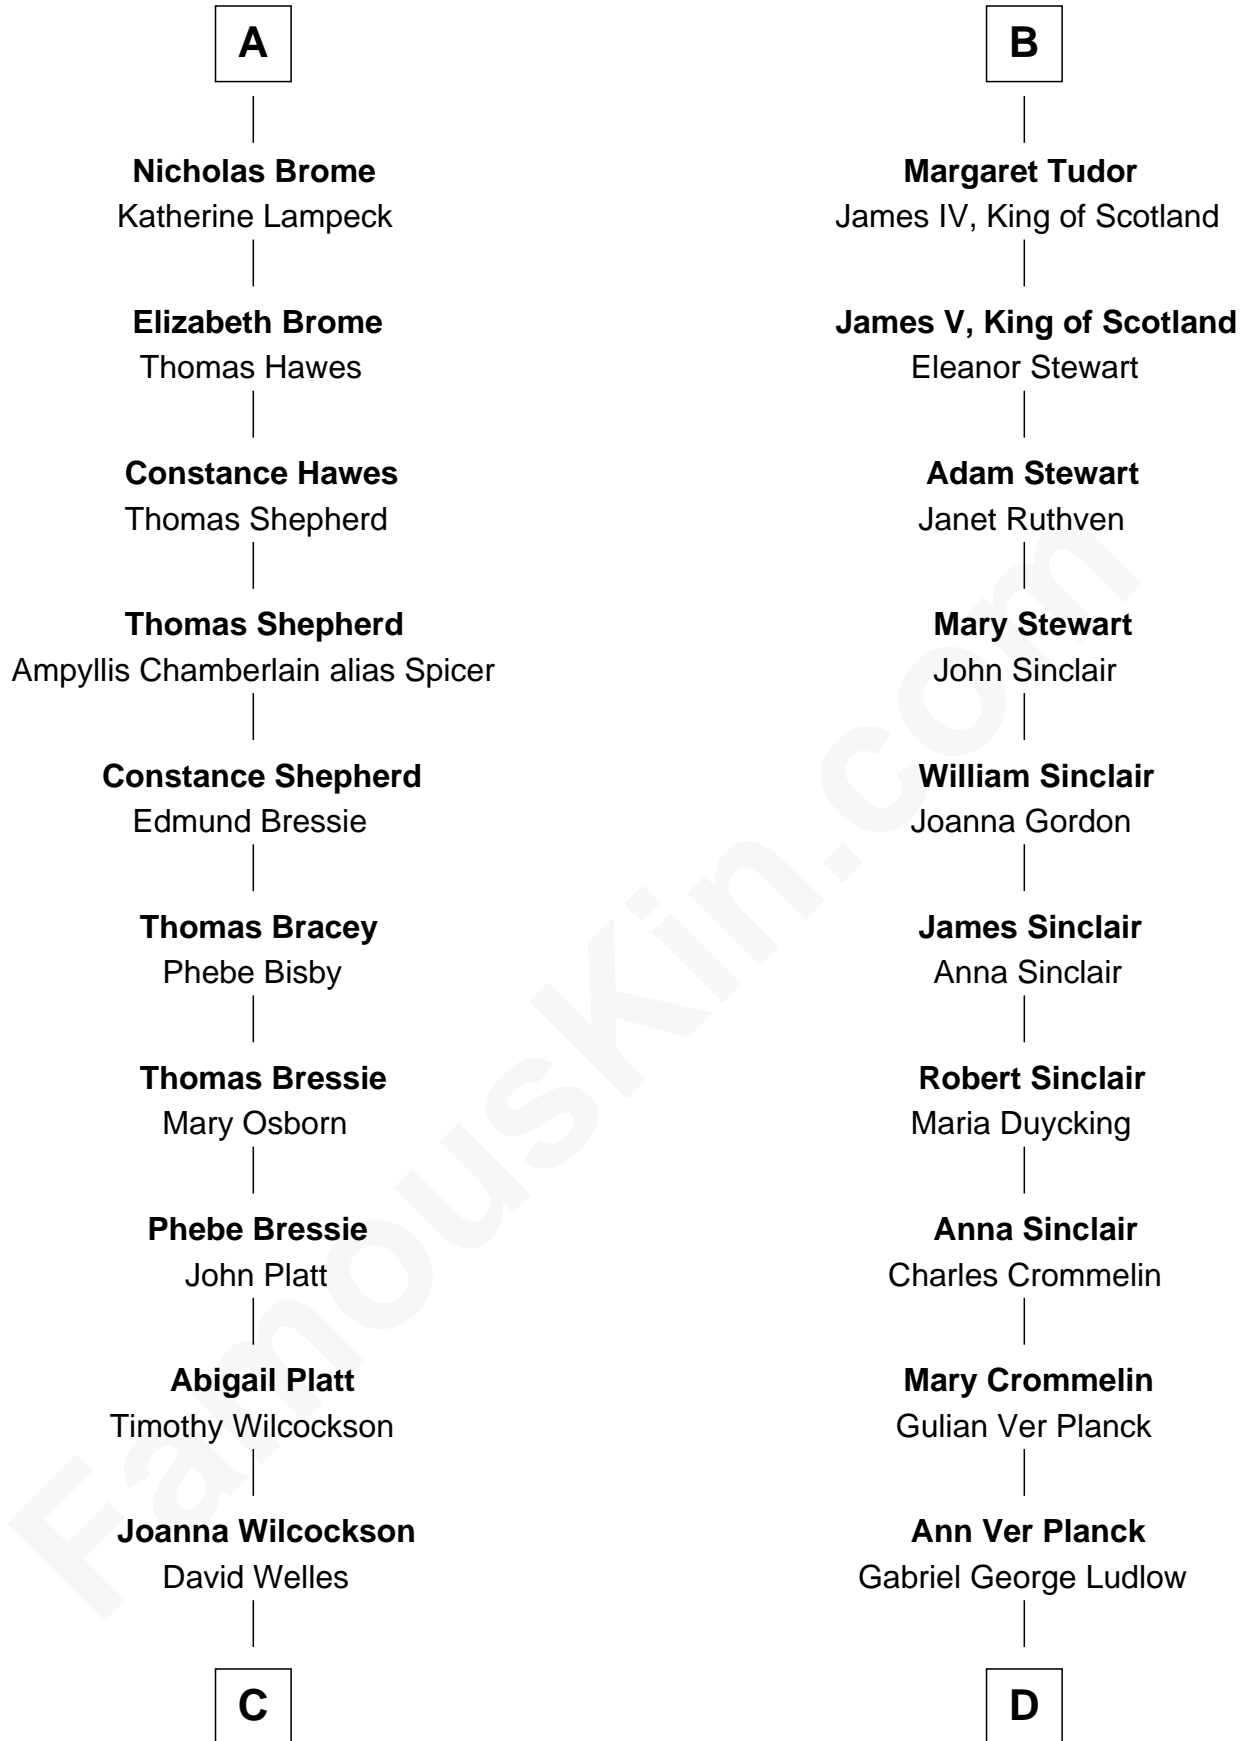 A
Nicholas Brome
Katherine Lampeck
Elizabeth Brome
Thomas Hawes
Constance Hawes
Thomas Shepherd
Thomas Shepherd
Ampyllis Chamberlain alias Spicer
Constance Shepherd
Edmund Bressie
Thomas Bracey
Phebe Bisby
Thomas Bressie
Mary Osborn
Phebe Bressie
John Platt
Abigail Platt
Timothy Wilcockson
Joanna Wilcockson
David Welles
C
B
Margaret Tudor
James IV, King of Scotland
James V, King of Scotland
Eleanor Stewart
Adam Stewart
Janet Ruthven
Mary Stewart
John Sinclair
William Sinclair
Joanna Gordon
James Sinclair
Anna Sinclair
Robert Sinclair
Maria Duycking
Anna Sinclair
Charles Crommelin
Mary Crommelin
Gulian Ver Planck
Ann Ver Planck
Gabriel George Ludlow
D
FamousKin.com